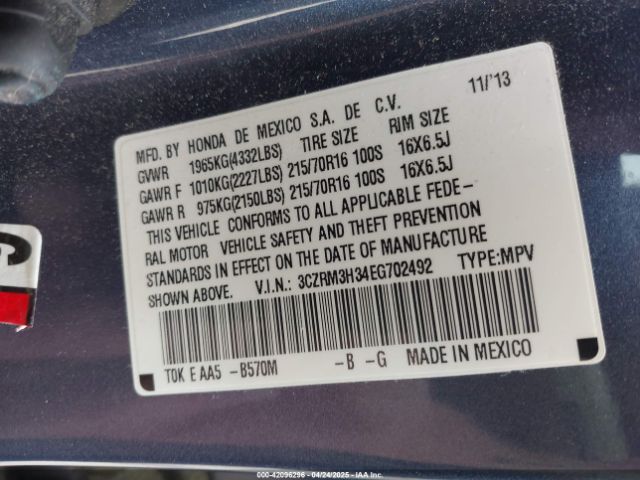 MFD. BY HONDA DE MEXICO S.A. DE C.V. 11/'13
GVWR 1965KG(4332LBS) TIRE SIZE RIM SIZE
GAWR F 1010KG(2227LBS) 215/70R16 100S 16X6.5J
GAWR R 975KG(2150LBS) 215/70R16 100S 16X6.5J
THIS VEHICLE CONFORMS TO ALL APPLICABLE FEDE-
RAL MOTOR VEHICLE SAFETY AND THEFT PREVENTION
STANDARDS IN EFFECT ON THE DATE OF MANUFACTURE
SHOWN ABOVE. V.I.N.: 3CZRM3H34EG702492 TYPE:MPV
T0K E AA5 -B570M -B -G MADE IN MEXICO
000-42096296 - 04/24/2025 - IAA Inc.